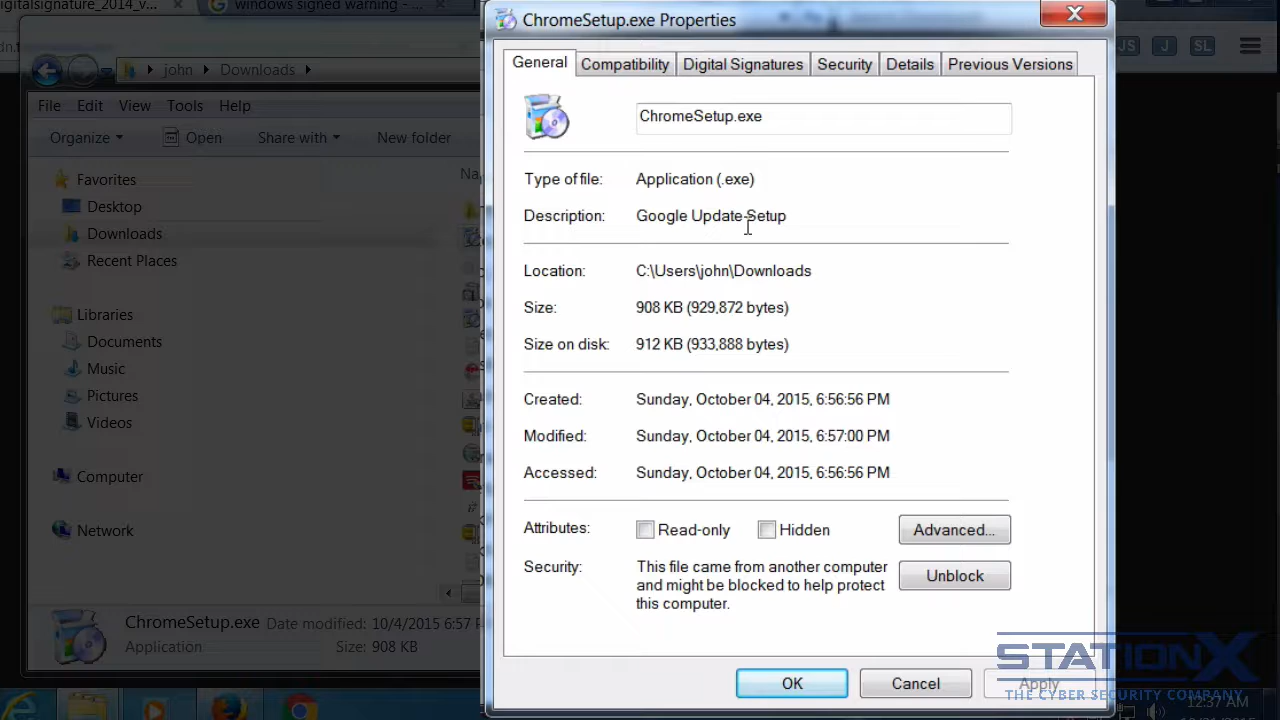 igitalsignature_2014_v...
windows signed warning - ...
ChromeSetup.exe Properties
JS J SL
john Downloads
General Compatibility Digital Signatures Security Details Previous Versions
File Edit View Tools Help
ChromeSetup.exe
Organize Open Share with New folder
Favorites
Na
Type of file: Application (.exe)
Desktop
Description: Google Update Setup
Downloads
Recent Places
Location: C:\Users\john\Downloads
Libraries
Size: 908 KB (929,872 bytes)
Documents
Size on disk: 912 KB (933,888 bytes)
Music
Pictures
Created: Sunday, October 04, 2015, 6:56:56 PM
Videos
Modified: Sunday, October 04, 2015, 6:57:00 PM
Computer
Accessed: Sunday, October 04, 2015, 6:56:56 PM
Network
Attributes: Read-only Hidden Advanced...
Security: This file came from another computer
and might be blocked to help protect
this computer.
Unblock
ChromeSetup.exe Date modified: 10/4/2015 6:57 P
Application Size: 908 KB
STATIONX
THE CYBER SECURITY COMPANY
OK Cancel Apply
12:37 AM